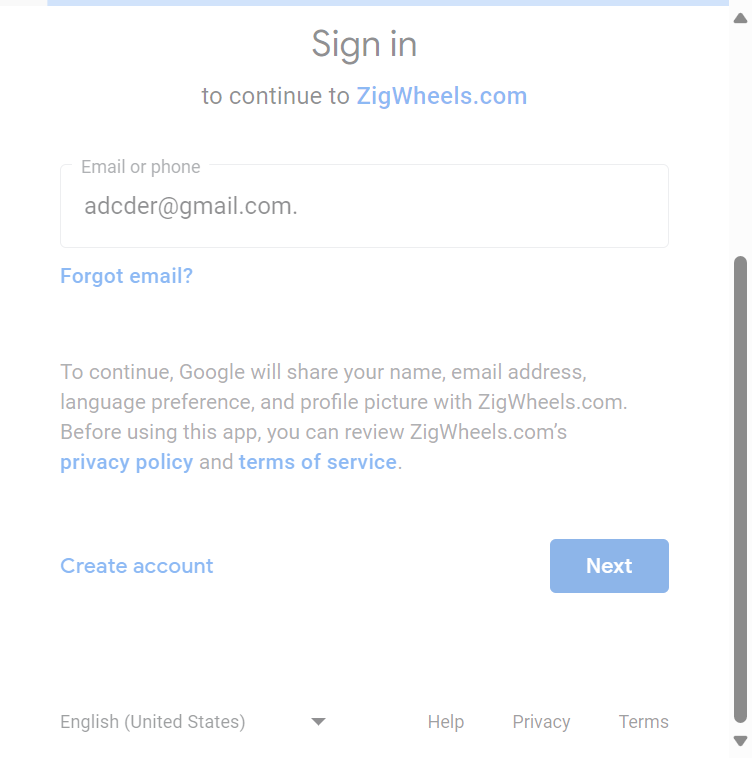 Sign in
to continue to ZigWheels.com
Email or phone
adcder@gmail.com.
Forgot email?
To continue, Google will share your name, email address,
language preference, and profile picture with ZigWheels.com.
Before using this app, you can review ZigWheels.com’s
privacy policy and terms of service.
Create account
Next
English (United States)
Help
Privacy
Terms